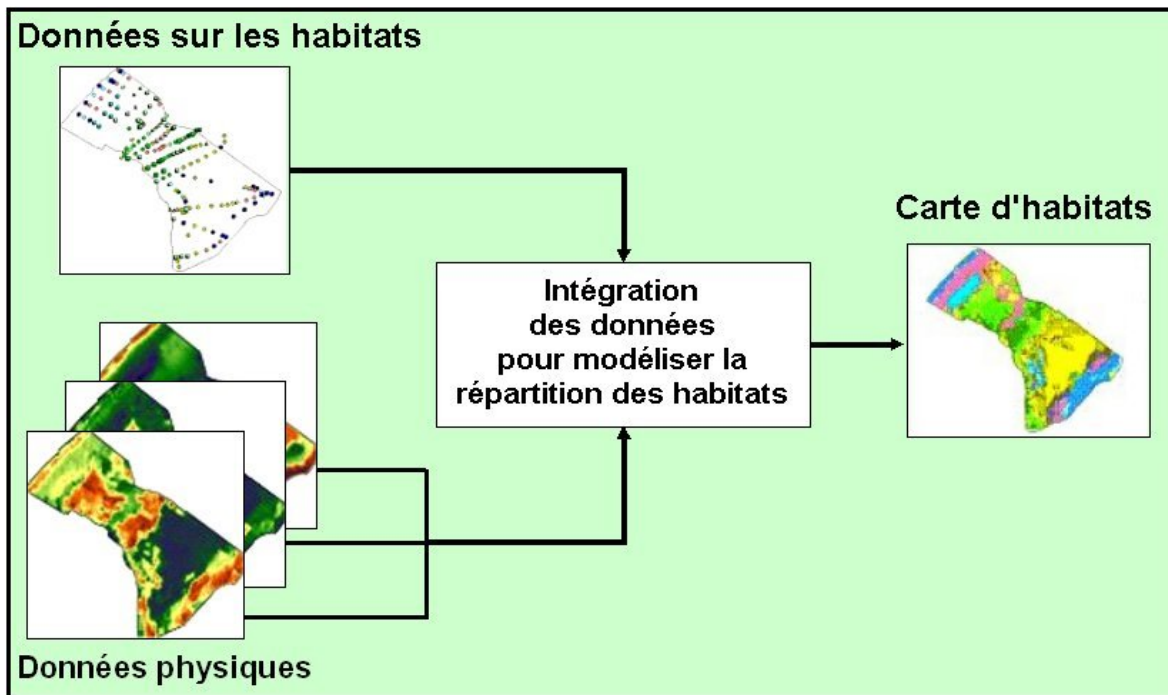 Données sur les habitats
Carte d'habitats
Intégration
des données
pour modéliser la
répartition des habitats
Données physiques